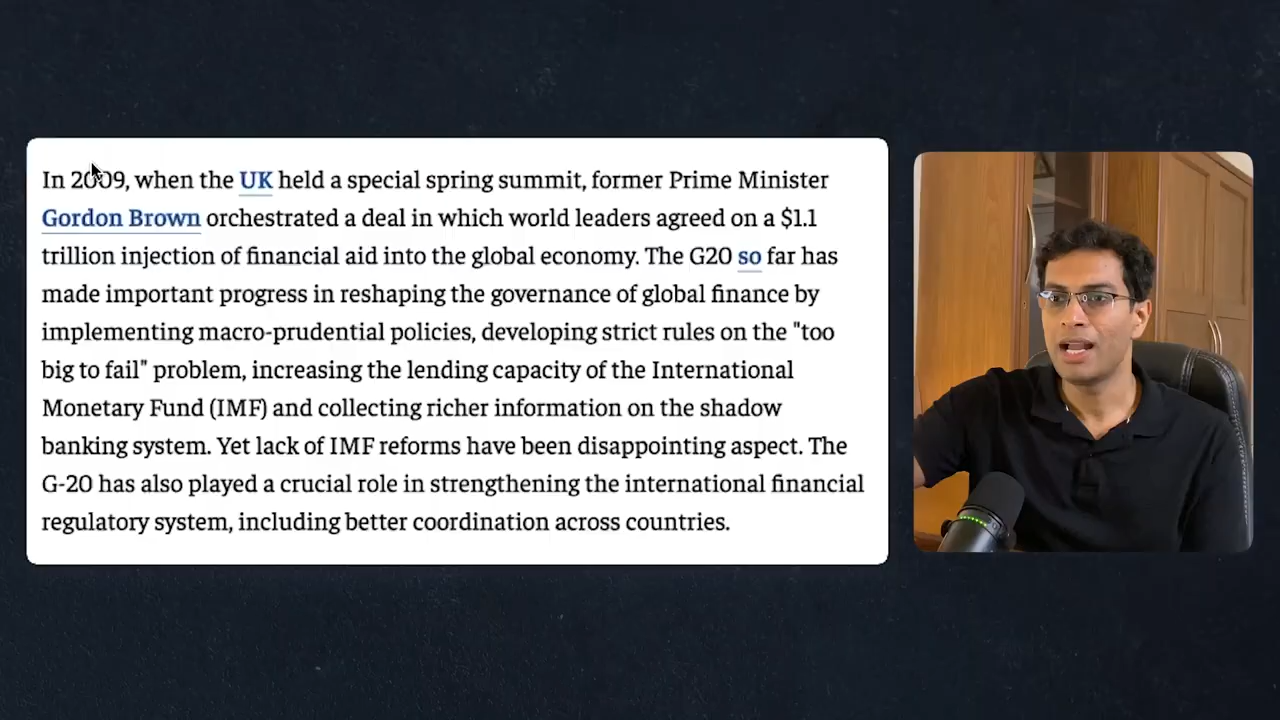 In 2009, when the UK held a special spring summit, former Prime Minister
Gordon Brown orchestrated a deal in which world leaders agreed on a $1.1
trillion injection of financial aid into the global economy. The G20 so far has
made important progress in reshaping the governance of global finance by
implementing macro-prudential policies, developing strict rules on the "too
big to fail" problem, increasing the lending capacity of the International
Monetary Fund (IMF) and collecting richer information on the shadow
banking system. Yet lack of IMF reforms have been disappointing aspect. The
G-20 has also played a crucial role in strengthening the international financial
regulatory system, including better coordination across countries.